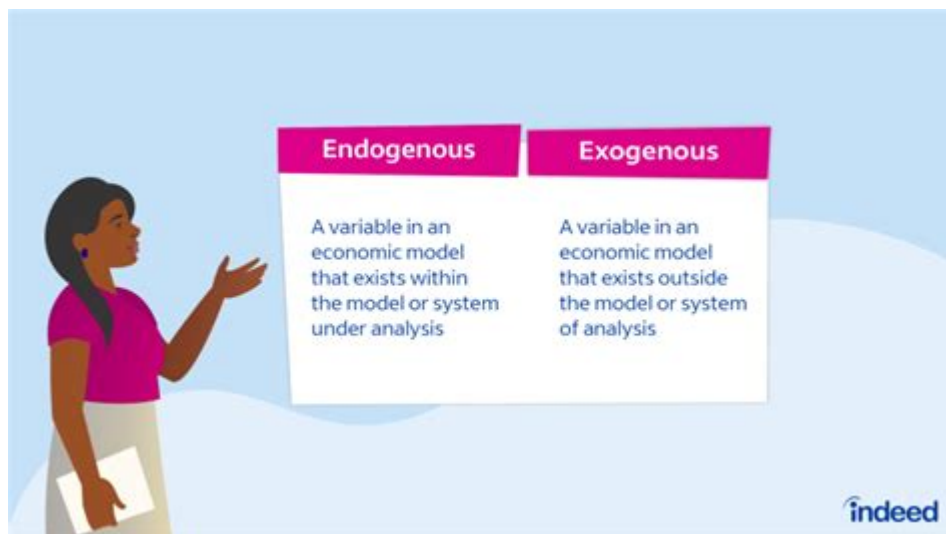 Endogenous
A variable in an
economic model
that exists within
the model or system
under analysis
Exogenous
A variable in an
economic model
that exists outside
the model or system
of analysis
indeed